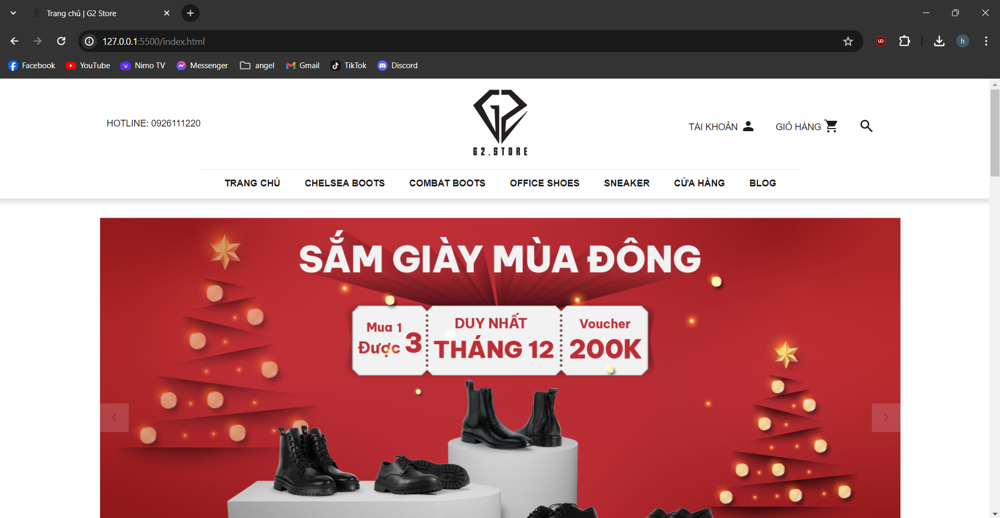 Trang chủ | G2 Store
127.0.0.1:5500/index.html
h
Facebook
YouTube
Nimo TV
Messenger
angel
Gmail
TikTok
Discord
HOTLINE: 0926111220
G2.STORE
TÀI KHOẢN
GIỎ HÀNG
TRANG CHỦ
CHELSEA BOOTS
COMBAT BOOTS
OFFICE SHOES
SNEAKER
CỬA HÀNG
BLOG
SẮM GIÀY MÙA ĐÔNG
Mua 1
Được 3
DUY NHẤT
THÁNG 12
Voucher
200K